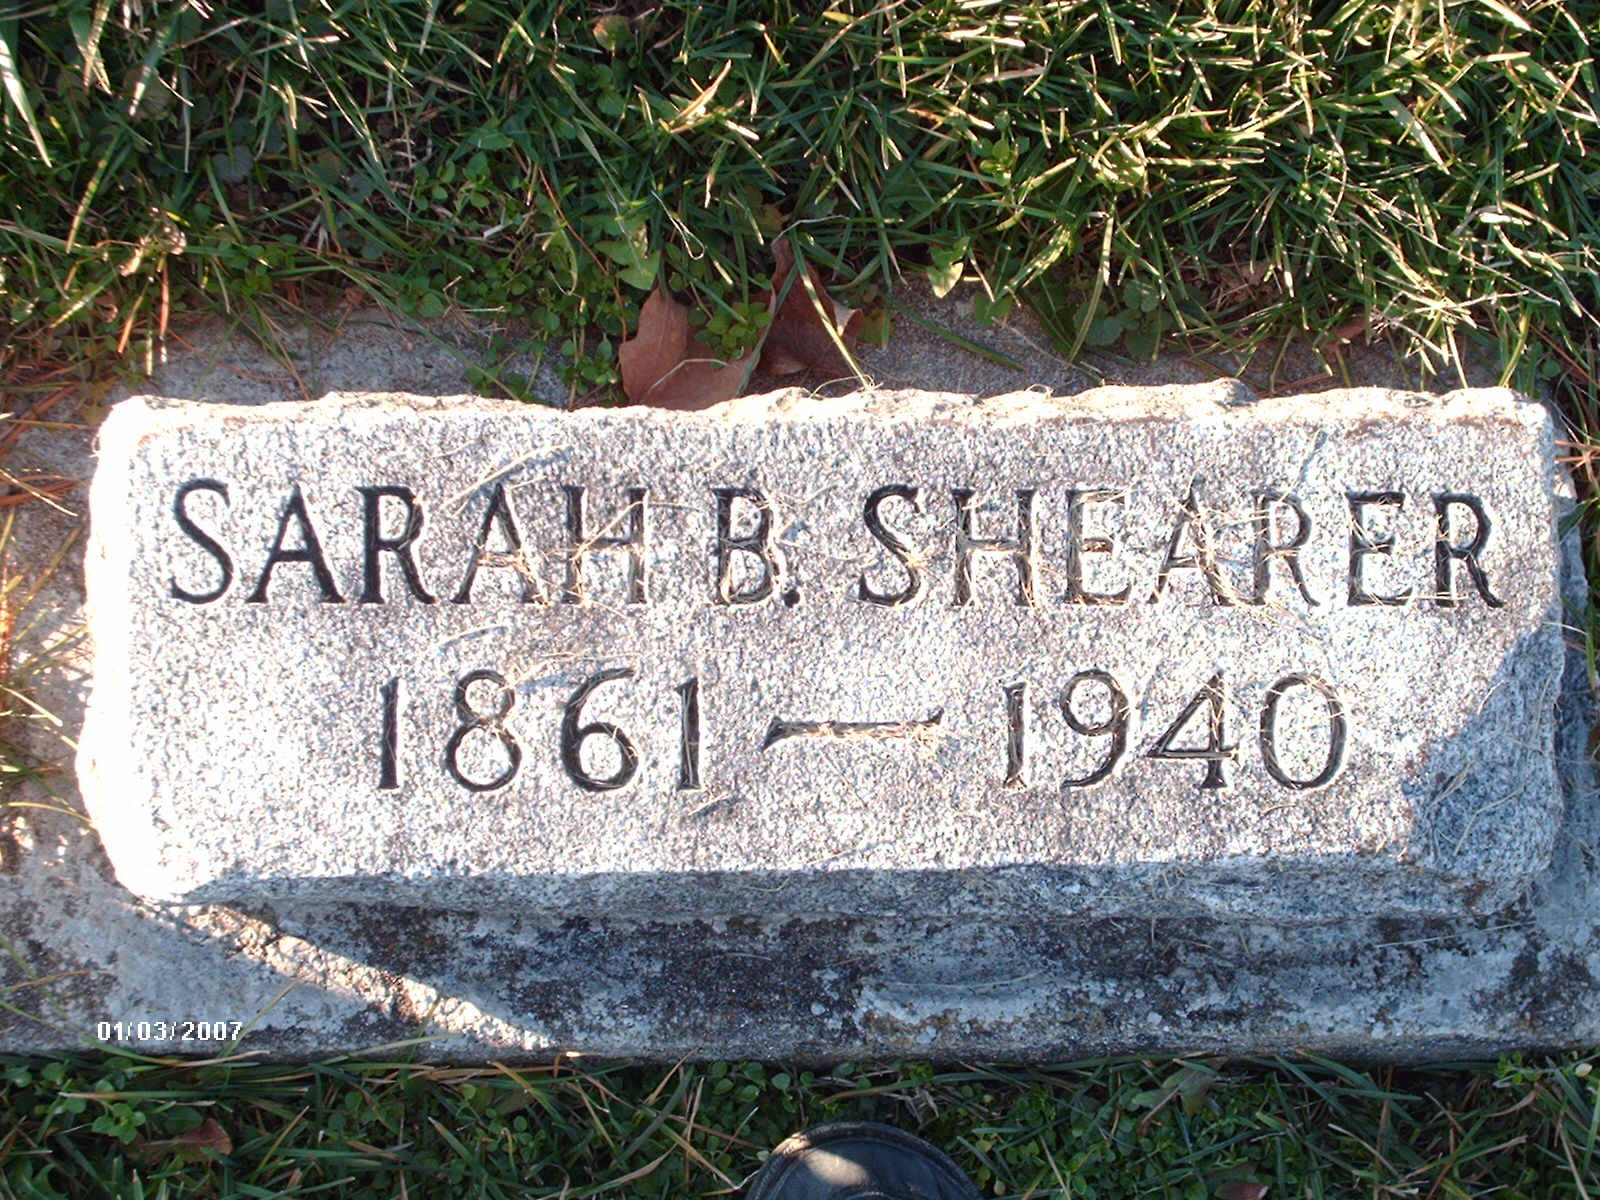 SARAH B. SHEARER
1861 — 1940
01/03/2007